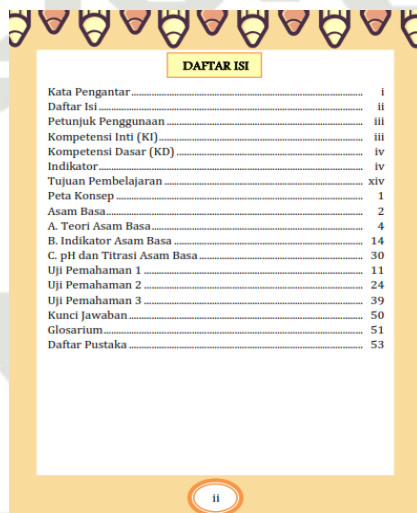 DAFTAR ISI
Kata Pengantar................................................................ i
Daftar Isi................................................................ ii
Petunjuk Penggunaan................................................................ iii
Kompetensi Inti (KI)................................................................ iii
Kompetensi Dasar (KD)................................................................ iv
Indikator................................................................ iv
Tujuan Pembelajaran................................................................ xiv
Peta Konsep................................................................ 1
Asam Basa................................................................ 2
A. Teori Asam Basa................................................................ 4
B. Indikator Asam Basa................................................................ 14
C. pH dan Titrasi Asam Basa................................................................ 30
Uji Pemahaman 1................................................................ 11
Uji Pemahaman 2................................................................ 24
Uji Pemahaman 3................................................................ 39
Kunci Jawaban................................................................ 50
Glosarium................................................................ 51
Daftar Pustaka................................................................ 53
ii